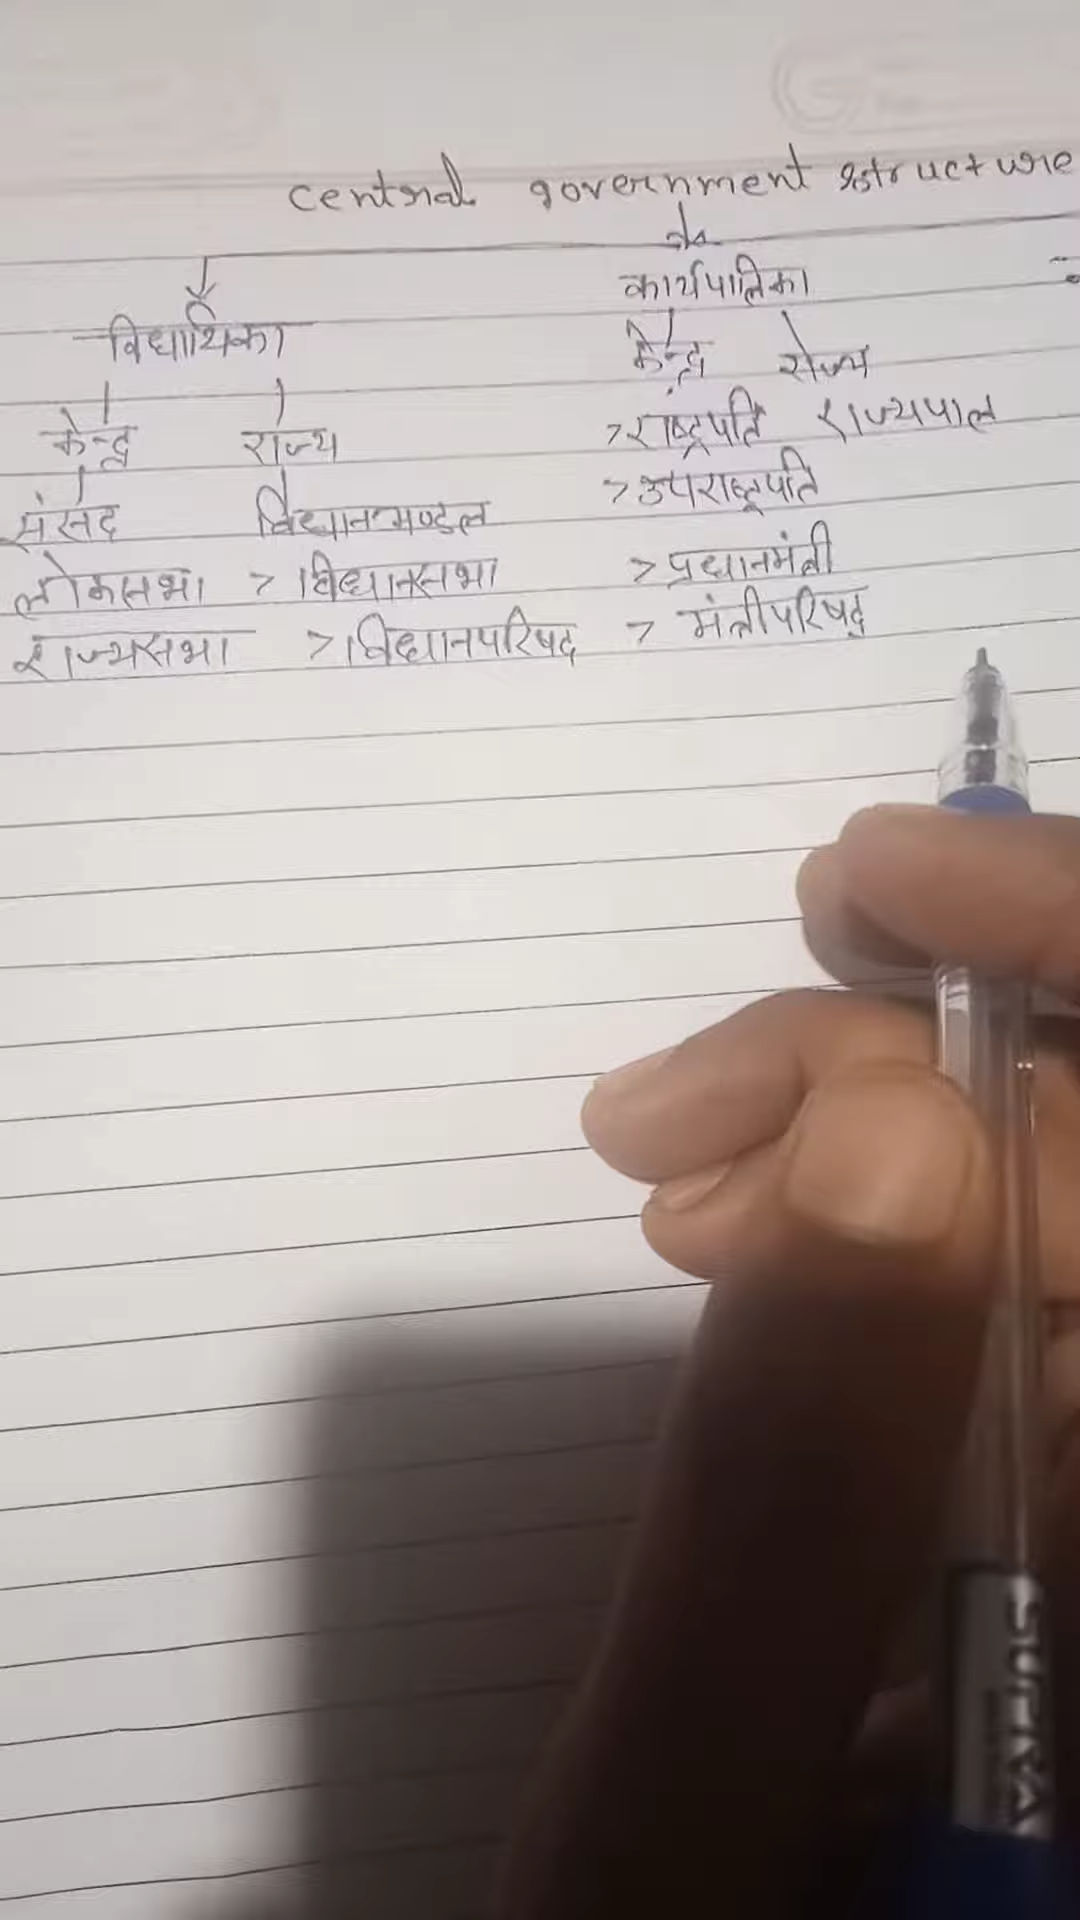 central government structure
कार्यपालिका
विधायिका
केन्द्र राज्य
केन्द्र राज्य
>राष्ट्रपति राज्यपाल
संसद विधानमण्डल >उपराष्ट्रपति
लोकसभा > विधानसभा >प्रधानमंत्री
राज्यसभा >विधानपरिषद > मंत्रीपरिषद्